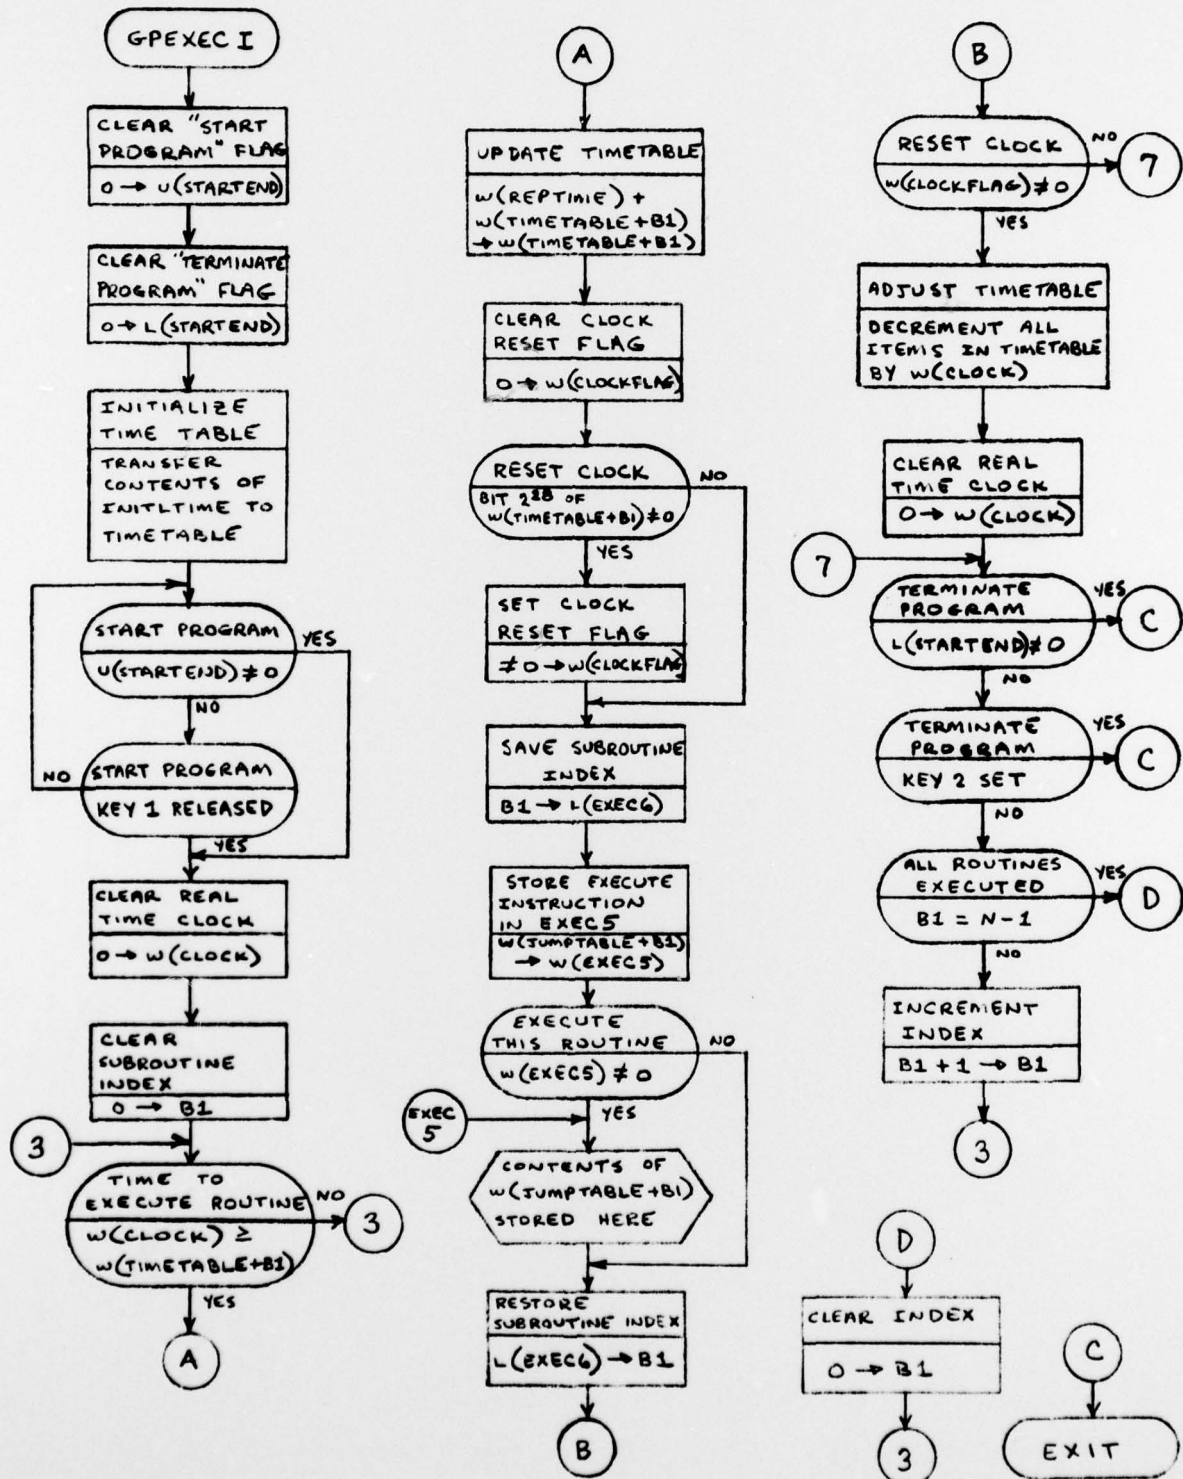 GPEXEC I
CLEAR "START
PROGRAM" FLAG
0 → U(STARTEND)
CLEAR "TERMINATE
PROGRAM" FLAG
0 → L(STARTEND)
INITIALIZE
TIME TABLE
TRANSFER
CONTENTS OF
INITLTIME TO
TIMETABLE
START PROGRAM
YES
U(STARTEND) ≠ 0
NO
NO
START PROGRAM
KEY 1 RELEASED
YES
CLEAR REAL
TIME CLOCK
0 → W(CLOCK)
CLEAR
SUBROUTINE
INDEX
0 → B1
3
TIME TO
EXECUTE ROUTINE
NO
3
W(CLOCK) ≥
W(TIMETABLE+B1)
YES
A
A
UPDATE TIMETABLE
W(REPTIME) +
W(TIMETABLE+B1)
→ W(TIMETABLE+B1)
CLEAR CLOCK
RESET FLAG
0 → W(CLOCKFLAG)
RESET CLOCK
NO
BIT 2²⁸ OF
W(TIMETABLE+B1) ≠ 0
YES
SET CLOCK
RESET FLAG
≠ 0 → W(CLOCKFLAG)
SAVE SUBROUTINE
INDEX
B1 → L(EXEC6)
STORE EXECUTE
INSTRUCTION
IN EXEC5
W(JUMPTABLE+B1)
→ W(EXEC5)
EXECUTE
THIS ROUTINE
NO
W(EXEC5) ≠ 0
YES
EXEC
5
CONTENTS OF
W(JUMPTABLE+B1)
STORED HERE
RESTORE
SUBROUTINE INDEX
L(EXEC6) → B1
B
B
RESET CLOCK
NO
7
W(CLOCKFLAG) ≠ 0
YES
ADJUST TIMETABLE
DECREMENT ALL
ITEMS IN TIMETABLE
BY W(CLOCK)
CLEAR REAL
TIME CLOCK
0 → W(CLOCK)
7
TERMINATE
PROGRAM
YES
C
L(STARTEND) ≠ 0
NO
TERMINATE
PROGRAM
YES
C
KEY 2 SET
NO
ALL ROUTINES
EXECUTED
YES
D
B1 = N - 1
NO
INCREMENT
INDEX
B1 + 1 → B1
3
D
CLEAR INDEX
0 → B1
3
C
EXIT